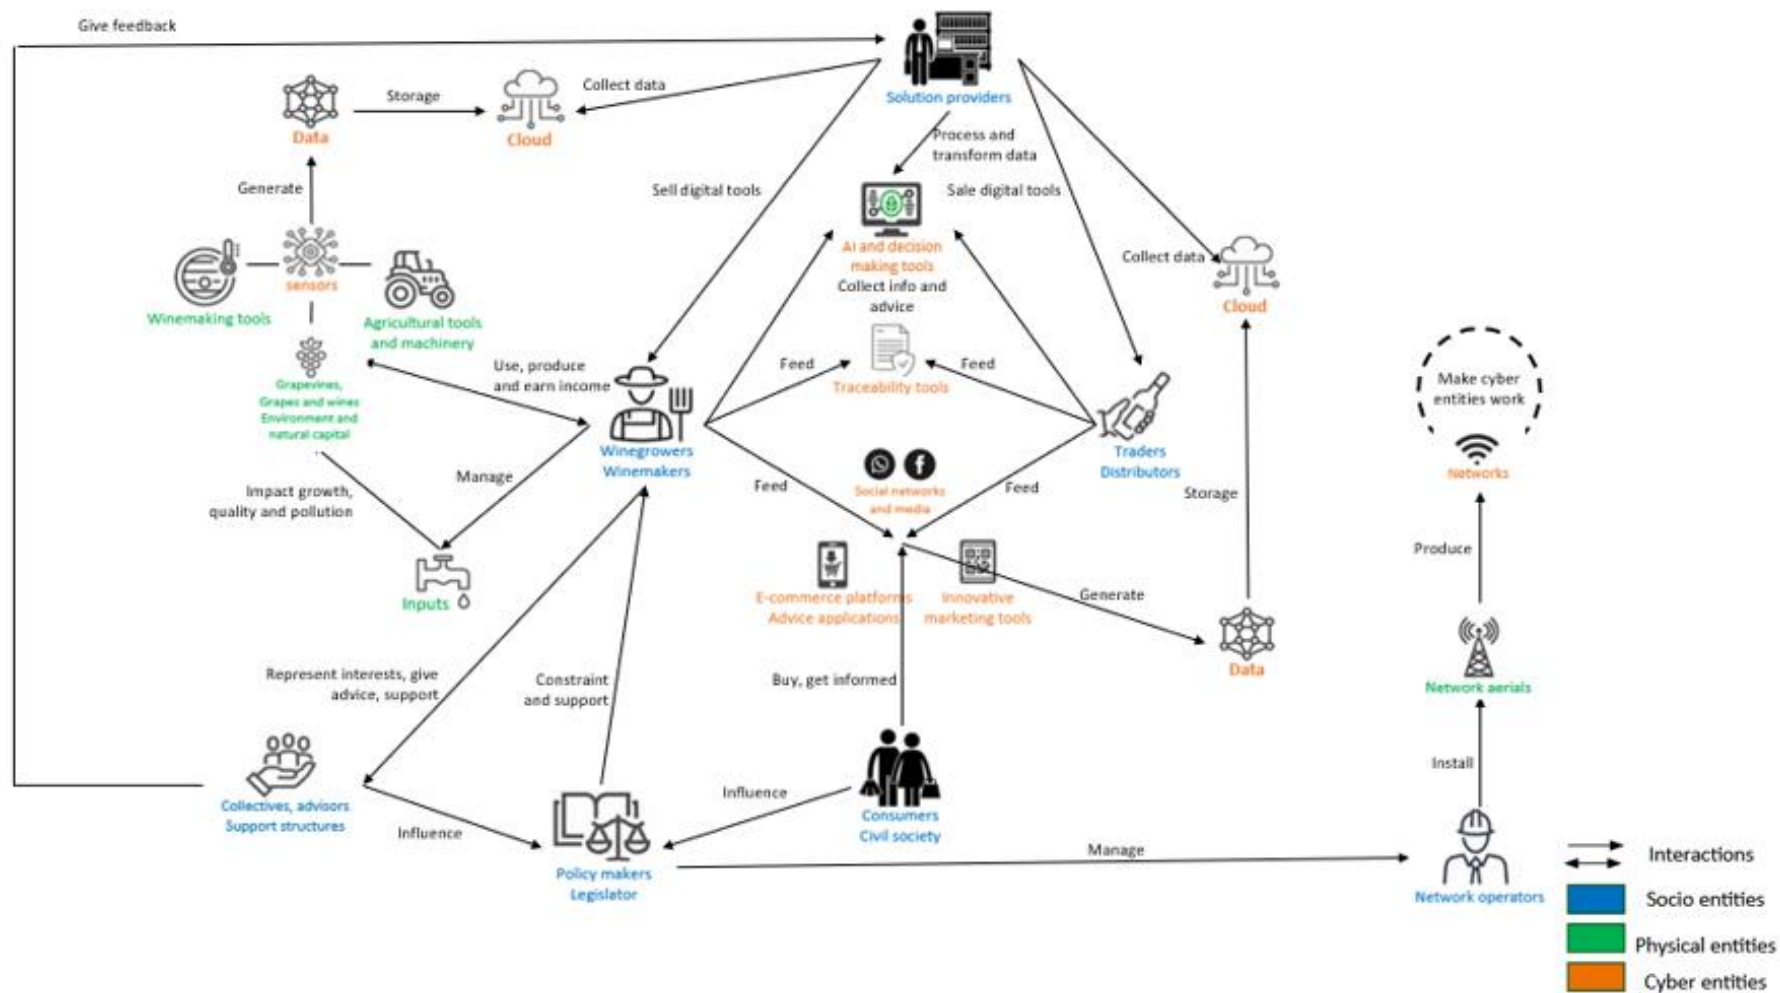 Give feedback
Solution providers
Collect data
Storage
Data
Cloud
Process and
transform data
Generate
Sell digital tools
Sale digital tools
AI and decision
making tools
Collect info and
advice
Collect data
Cloud
sensors
Winemaking tools
Agricultural tools
and machinery
Grapevines,
Grapes and wines
Environment and
natural capital
Use, produce
and earn income
Feed
Feed
Traceability tools
Make cyber
entities work
Networks
Winegrowers
Winemakers
Traders
Distributors
Manage
Impact growth,
quality and pollution
Feed
Social networks
and media
Feed
Storage
Produce
Inputs
E-commerce platforms
Advice applications
Innovative
marketing tools
Generate
Data
Network aerials
Represent interests, give
advice, support
Constraint
and support
Buy, get informed
Install
Collectives, advisors
Support structures
Influence
Influence
Consumers
Civil society
Policy makers
Legislator
Manage
Network operators
Interactions
Socio entities
Physical entities
Cyber entities